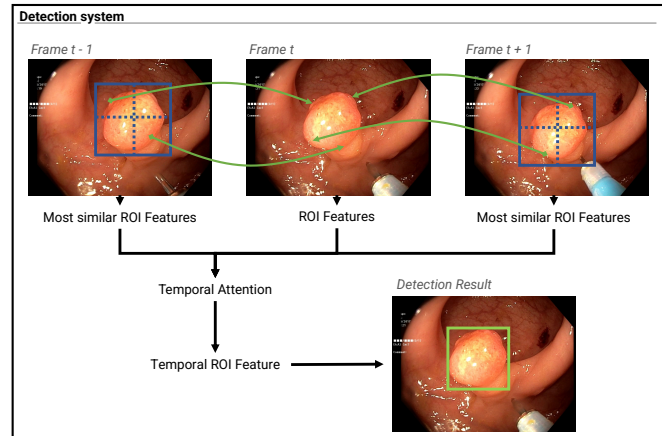 Detection system
Frame t - 1
Frame t
Frame t + 1
Most similar ROI Features
ROI Features
Most similar ROI Features
Temporal Attention
Detection Result
Temporal ROI Feature